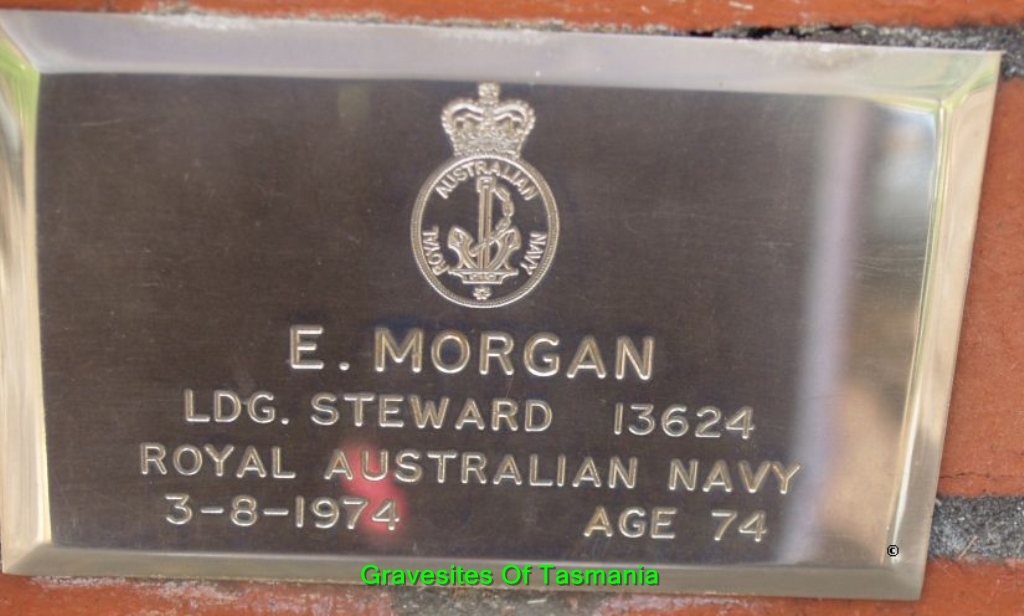 ROYAL AUSTRALIAN NAVY
E. MORGAN
LDG. STEWARD 13624
ROYAL AUSTRALIAN NAVY
3-8-1974 AGE 74
©
Gravesites Of Tasmania